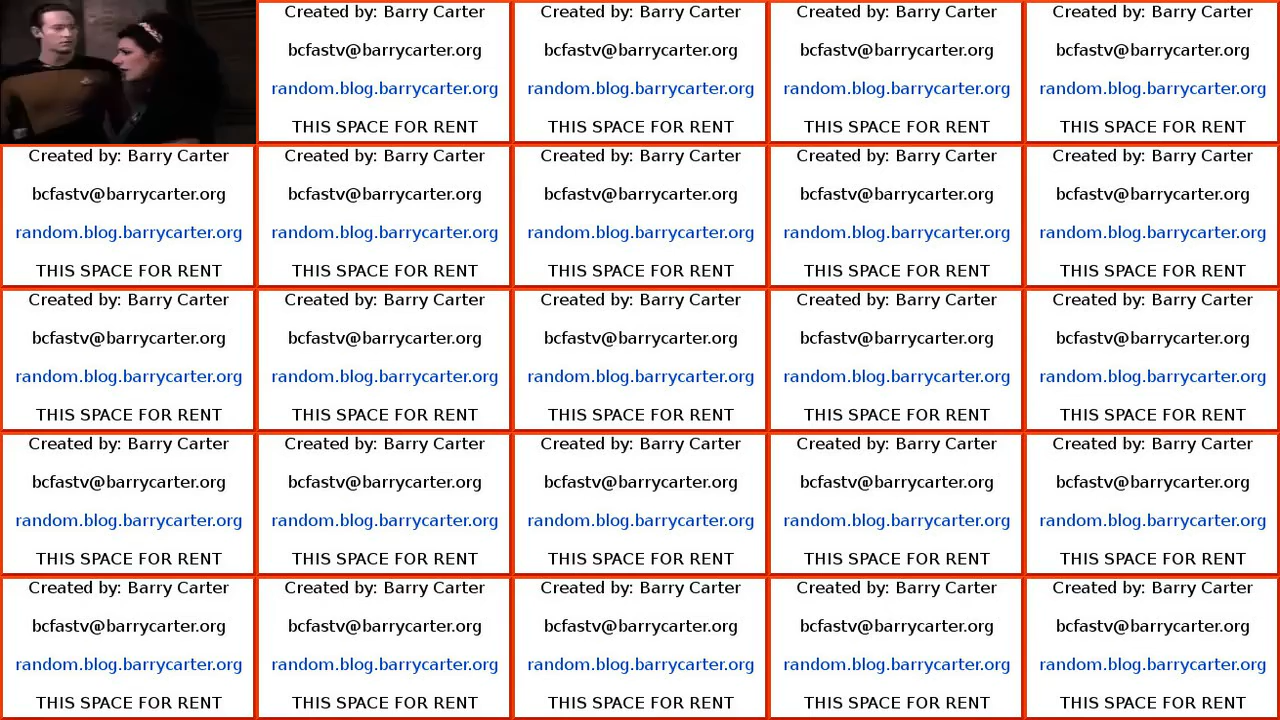 Created by: Barry Carter
bcfastv@barrycarter.org
random.blog.barrycarter.org
THIS SPACE FOR RENT
Created by: Barry Carter
bcfastv@barrycarter.org
random.blog.barrycarter.org
THIS SPACE FOR RENT
Created by: Barry Carter
bcfastv@barrycarter.org
random.blog.barrycarter.org
THIS SPACE FOR RENT
Created by: Barry Carter
bcfastv@barrycarter.org
random.blog.barrycarter.org
THIS SPACE FOR RENT
Created by: Barry Carter
bcfastv@barrycarter.org
random.blog.barrycarter.org
THIS SPACE FOR RENT
Created by: Barry Carter
bcfastv@barrycarter.org
random.blog.barrycarter.org
THIS SPACE FOR RENT
Created by: Barry Carter
bcfastv@barrycarter.org
random.blog.barrycarter.org
THIS SPACE FOR RENT
Created by: Barry Carter
bcfastv@barrycarter.org
random.blog.barrycarter.org
THIS SPACE FOR RENT
Created by: Barry Carter
bcfastv@barrycarter.org
random.blog.barrycarter.org
THIS SPACE FOR RENT
Created by: Barry Carter
bcfastv@barrycarter.org
random.blog.barrycarter.org
THIS SPACE FOR RENT
Created by: Barry Carter
bcfastv@barrycarter.org
random.blog.barrycarter.org
THIS SPACE FOR RENT
Created by: Barry Carter
bcfastv@barrycarter.org
random.blog.barrycarter.org
THIS SPACE FOR RENT
Created by: Barry Carter
bcfastv@barrycarter.org
random.blog.barrycarter.org
THIS SPACE FOR RENT
Created by: Barry Carter
bcfastv@barrycarter.org
random.blog.barrycarter.org
THIS SPACE FOR RENT
Created by: Barry Carter
bcfastv@barrycarter.org
random.blog.barrycarter.org
THIS SPACE FOR RENT
Created by: Barry Carter
bcfastv@barrycarter.org
random.blog.barrycarter.org
THIS SPACE FOR RENT
Created by: Barry Carter
bcfastv@barrycarter.org
random.blog.barrycarter.org
THIS SPACE FOR RENT
Created by: Barry Carter
bcfastv@barrycarter.org
random.blog.barrycarter.org
THIS SPACE FOR RENT
Created by: Barry Carter
bcfastv@barrycarter.org
random.blog.barrycarter.org
THIS SPACE FOR RENT
Created by: Barry Carter
bcfastv@barrycarter.org
random.blog.barrycarter.org
THIS SPACE FOR RENT
Created by: Barry Carter
bcfastv@barrycarter.org
random.blog.barrycarter.org
THIS SPACE FOR RENT
Created by: Barry Carter
bcfastv@barrycarter.org
random.blog.barrycarter.org
THIS SPACE FOR RENT
Created by: Barry Carter
bcfastv@barrycarter.org
random.blog.barrycarter.org
THIS SPACE FOR RENT
Created by: Barry Carter
bcfastv@barrycarter.org
random.blog.barrycarter.org
THIS SPACE FOR RENT